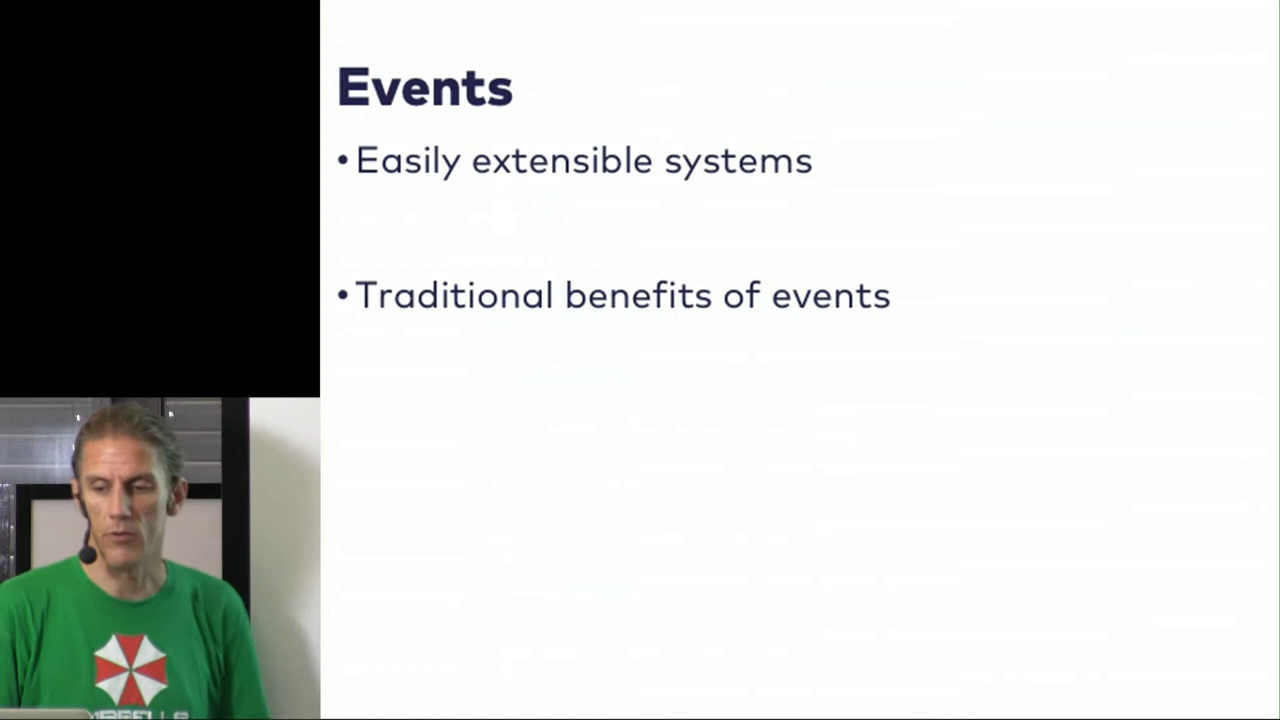 Events
• Easily extensible systems
• Traditional benefits of events